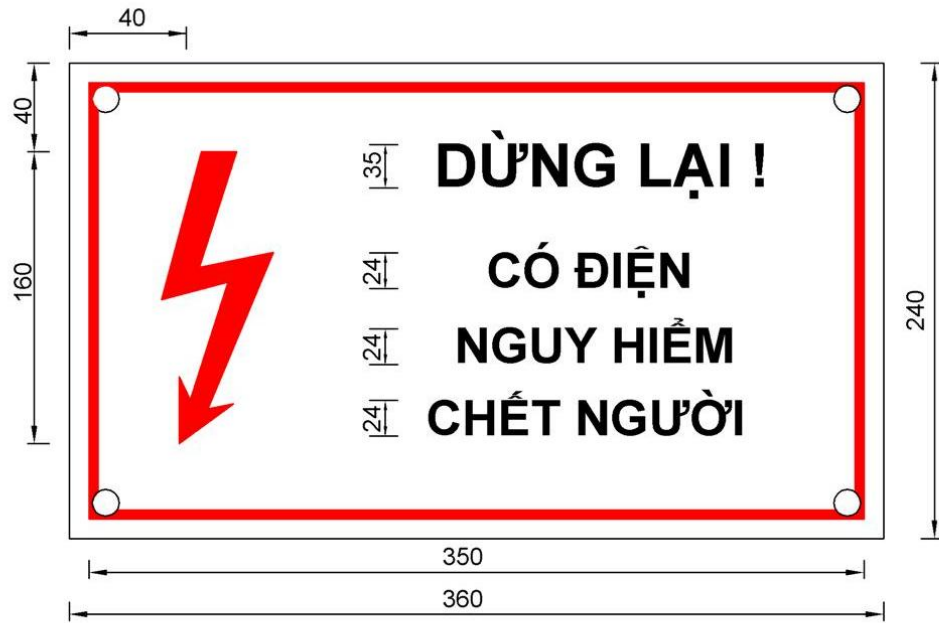 40
40
35
DỪNG LẠI !
24
CÓ ĐIỆN
160
240
24
NGUY HIỂM
24
CHẾT NGƯỜI
350
360